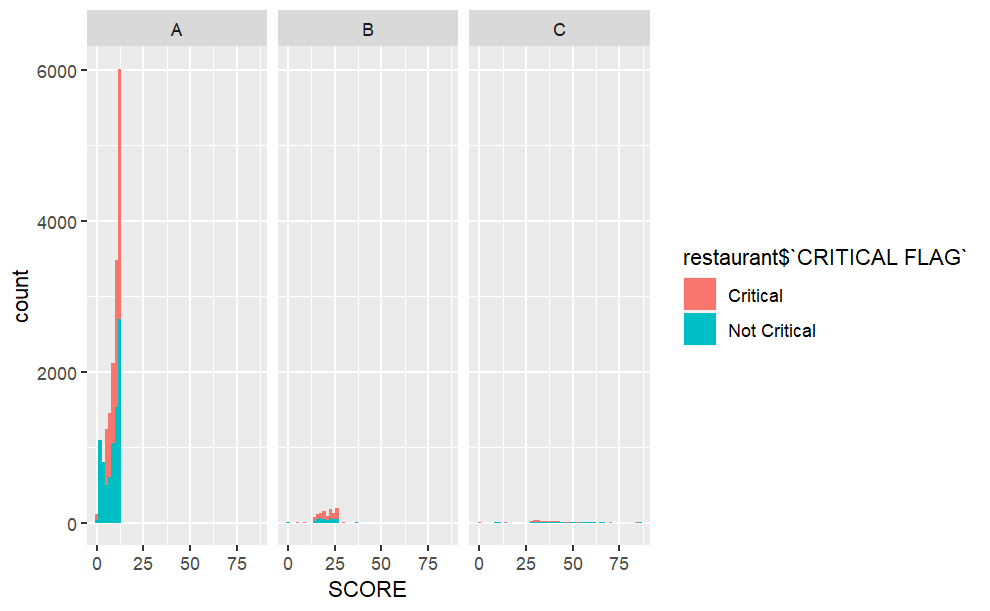 A B C
6000
4000
2000
0
count
0 25 50 75 0 25 50 75 0 25 50 75
SCORE
restaurant$`CRITICAL FLAG`
Critical
Not Critical